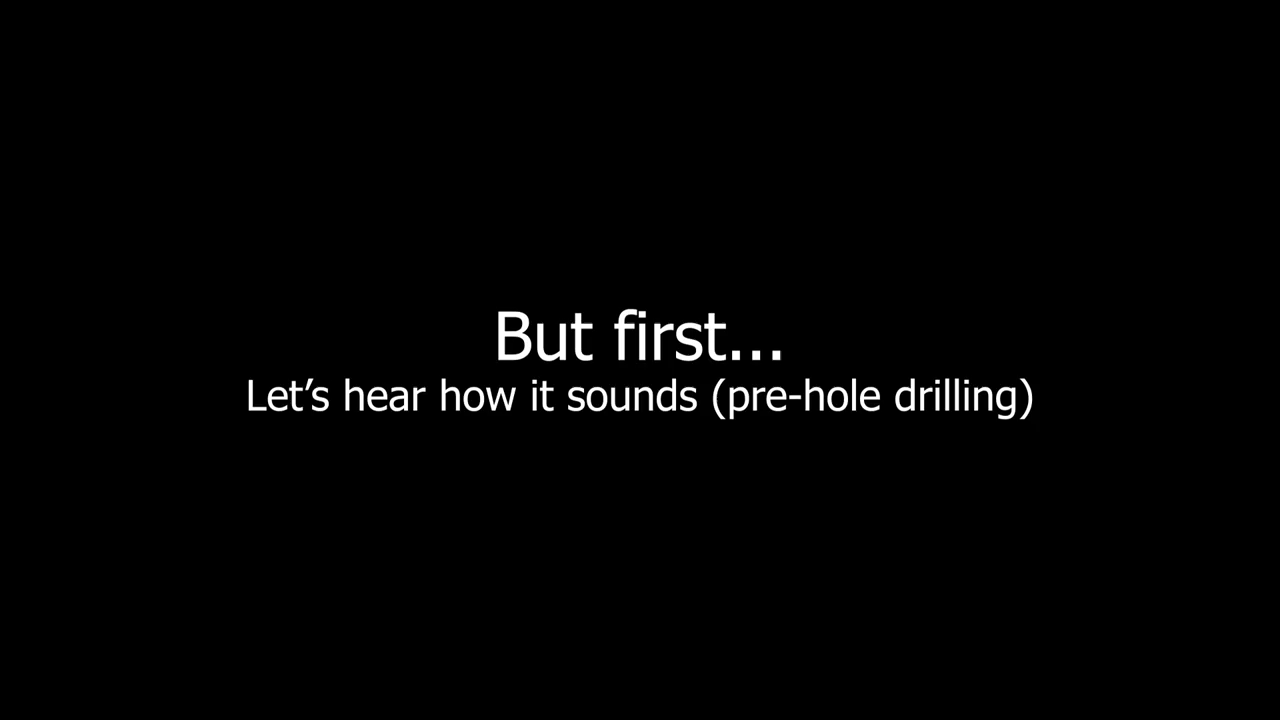 But first...
Let’s hear how it sounds (pre-hole drilling)